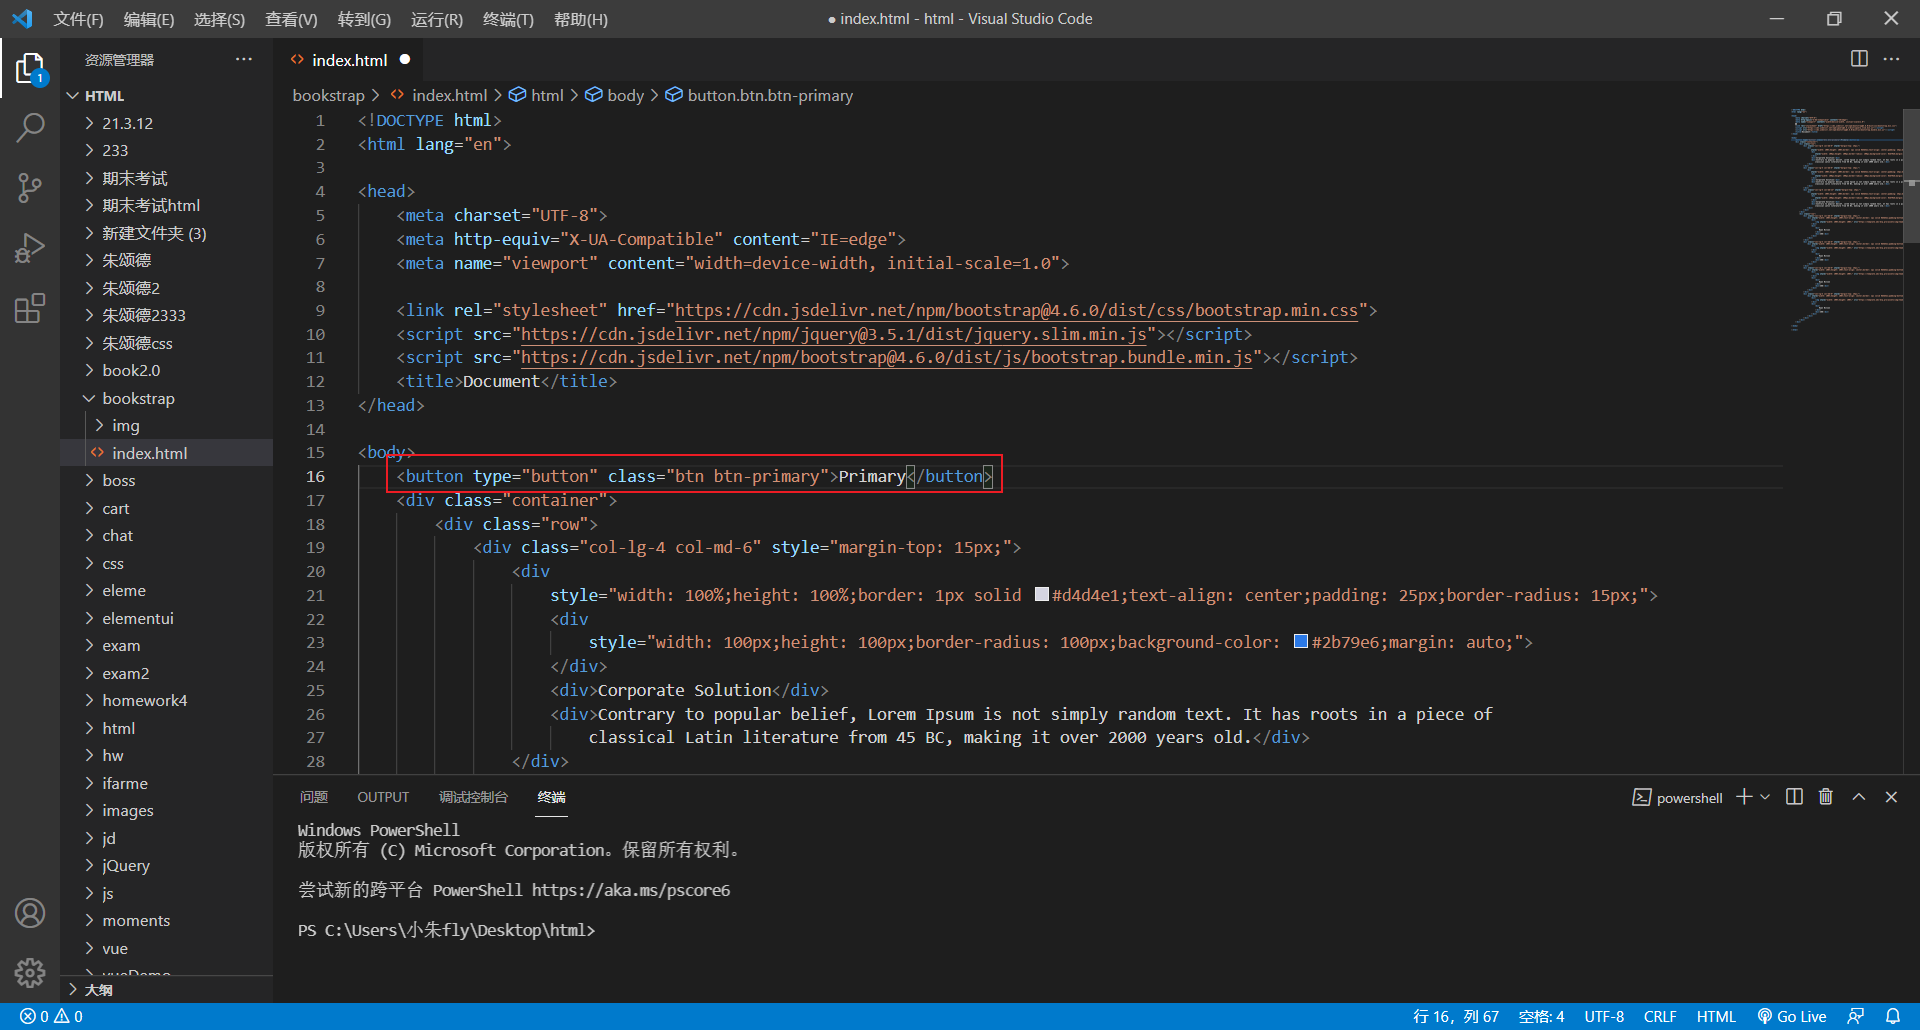 文件(F) 编辑(E) 选择(S) 查看(V) 转到(G) 运行(R) 终端(T) 帮助(H)
● index.html - html - Visual Studio Code
资源管理器
1
HTML
21.3.12
233
期末考试
期末考试html
新建文件夹 (3)
朱颂德
朱颂德2
朱颂德2333
朱颂德css
book2.0
bookstrap
img
index.html
boss
cart
chat
css
eleme
elementui
exam
exam2
homework4
html
hw
ifarme
images
jd
jQuery
js
moments
vue
vueDemo
大纲
index.html
bookstrap > index.html > html > body > button.btn.btn-primary
1 <!DOCTYPE html>
2 <html lang="en">
3
4 <head>
5 <meta charset="UTF-8">
6 <meta http-equiv="X-UA-Compatible" content="IE=edge">
7 <meta name="viewport" content="width=device-width, initial-scale=1.0">
8
9 <link rel="stylesheet" href="https://cdn.jsdelivr.net/npm/bootstrap@4.6.0/dist/css/bootstrap.min.css">
10 <script src="https://cdn.jsdelivr.net/npm/jquery@3.5.1/dist/jquery.slim.min.js"></script>
11 <script src="https://cdn.jsdelivr.net/npm/bootstrap@4.6.0/dist/js/bootstrap.bundle.min.js"></script>
12 <title>Document</title>
13 </head>
14
15 <body>
16 <button type="button" class="btn btn-primary">Primary</button>
17 <div class="container">
18 <div class="row">
19 <div class="col-lg-4 col-md-6" style="margin-top: 15px;">
20 <div
21 style="width: 100%;height: 100%;border: 1px solid #d4d4e1;text-align: center;padding: 25px;border-radius: 15px;">
22 <div
23 style="width: 100px;height: 100px;border-radius: 100px;background-color: #2b79e6;margin: auto;">
24 </div>
25 <div>Corporate Solution</div>
26 <div>Contrary to popular belief, Lorem Ipsum is not simply random text. It has roots in a piece of
27 classical Latin literature from 45 BC, making it over 2000 years old.</div>
28 </div>
问题 OUTPUT 调试控制台 终端
powershell
Windows PowerShell
版权所有 (C) Microsoft Corporation。保留所有权利。
尝试新的跨平台 PowerShell https://aka.ms/pscore6
PS C:\Users\小朱fly\Desktop\html>
0 0
行 16，列 67 空格: 4 UTF-8 CRLF HTML Go Live